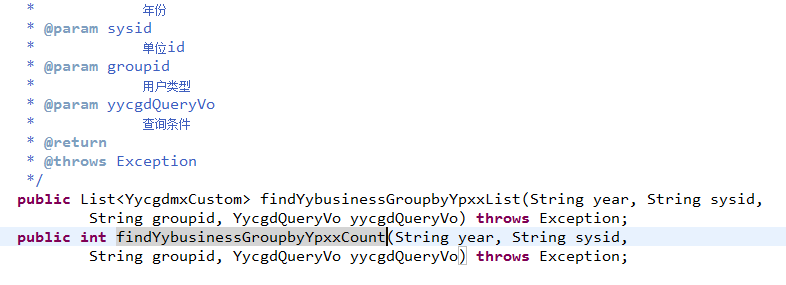 *             年份
* @param sysid
*             单位id
* @param groupid
*             用户类型
* @param yycgdQueryVo
*             查询条件
* @return
* @throws Exception
*/
public List<YycgdmxCustom> findYybusinessGroupbyYpxxList(String year, String sysid,
        String groupid, YycgdQueryVo yycgdQueryVo) throws Exception;
public int findYybusinessGroupbyYpxxCount(String year, String sysid,
        String groupid, YycgdQueryVo yycgdQueryVo) throws Exception;